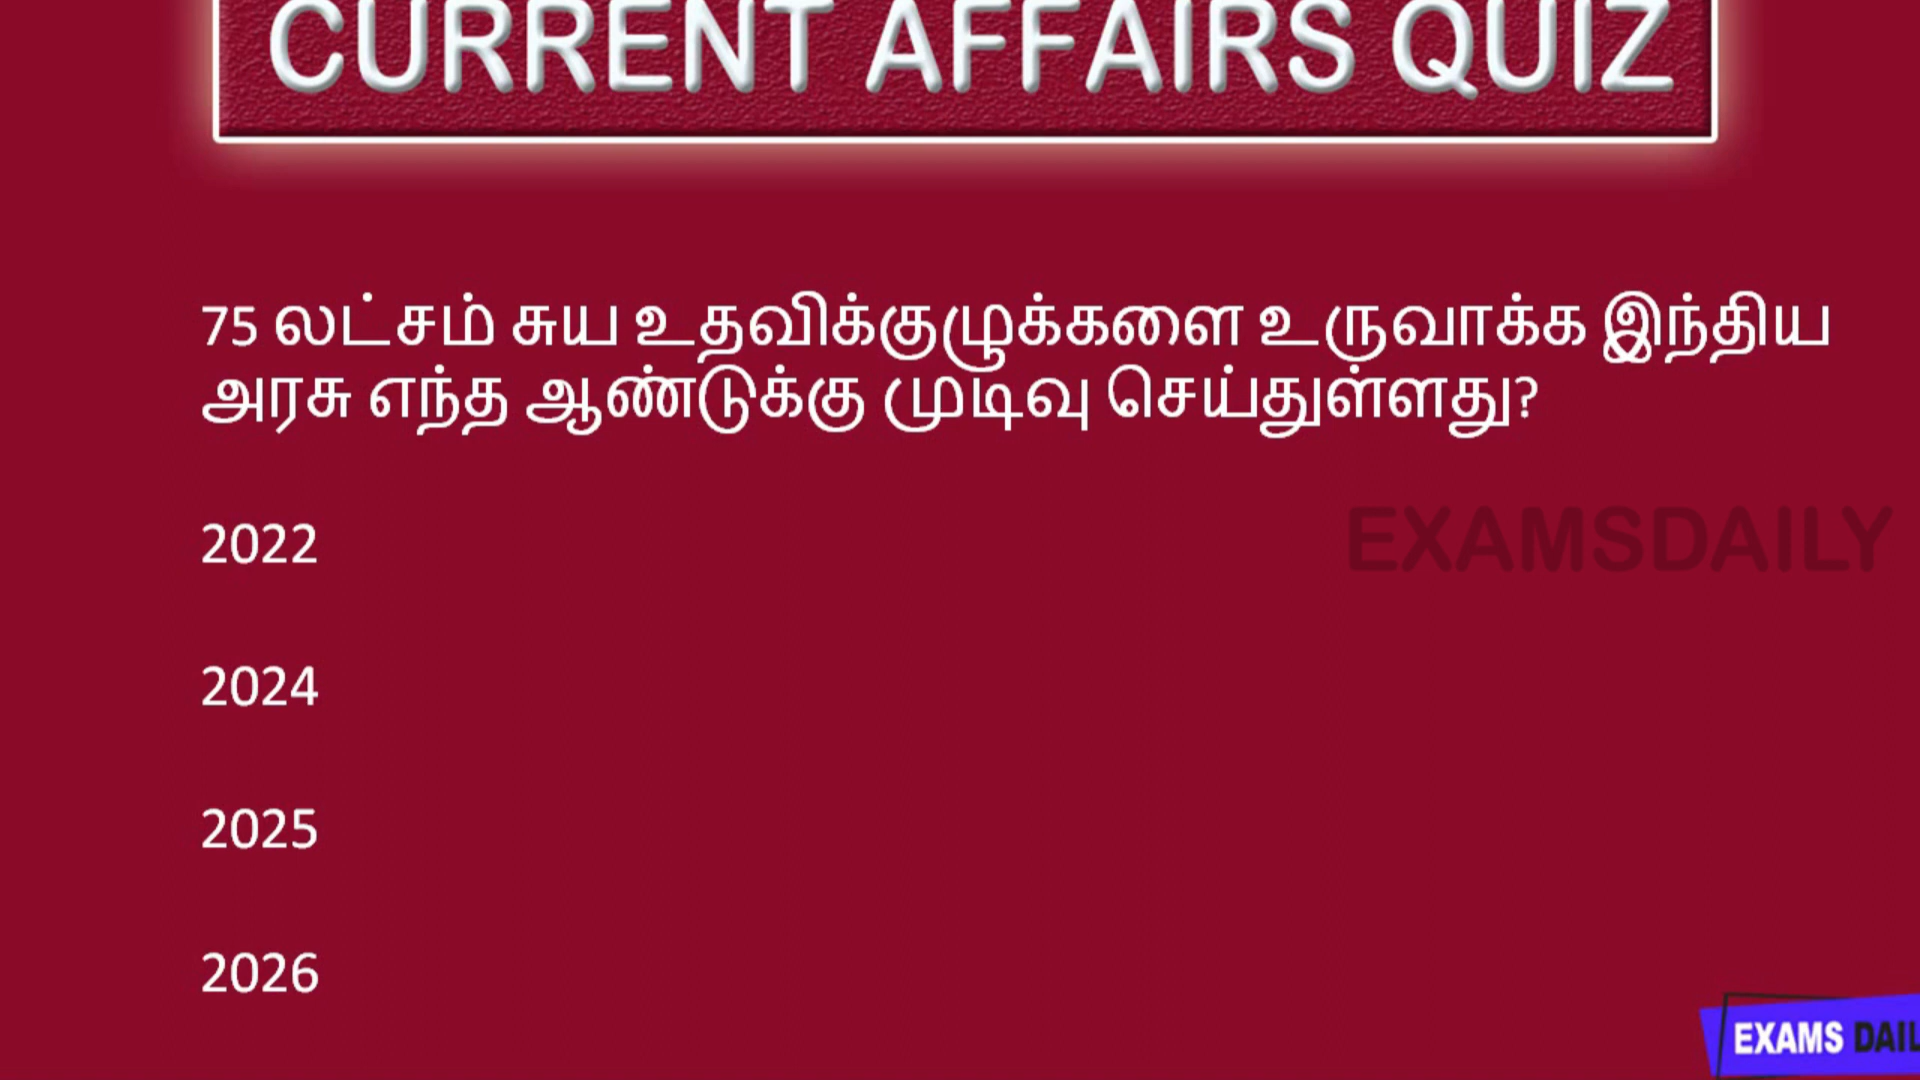 CURRENT AFFAIRS QUIZ
75 லட்சம் சுய உதவிக்குழுக்களை உருவாக்க இந்திய
அரசு எந்த ஆண்டுக்கு முடிவு செய்துள்ளது?
2022
EXAMSDAILY
2024
2025
2026
EXAMS DAIL